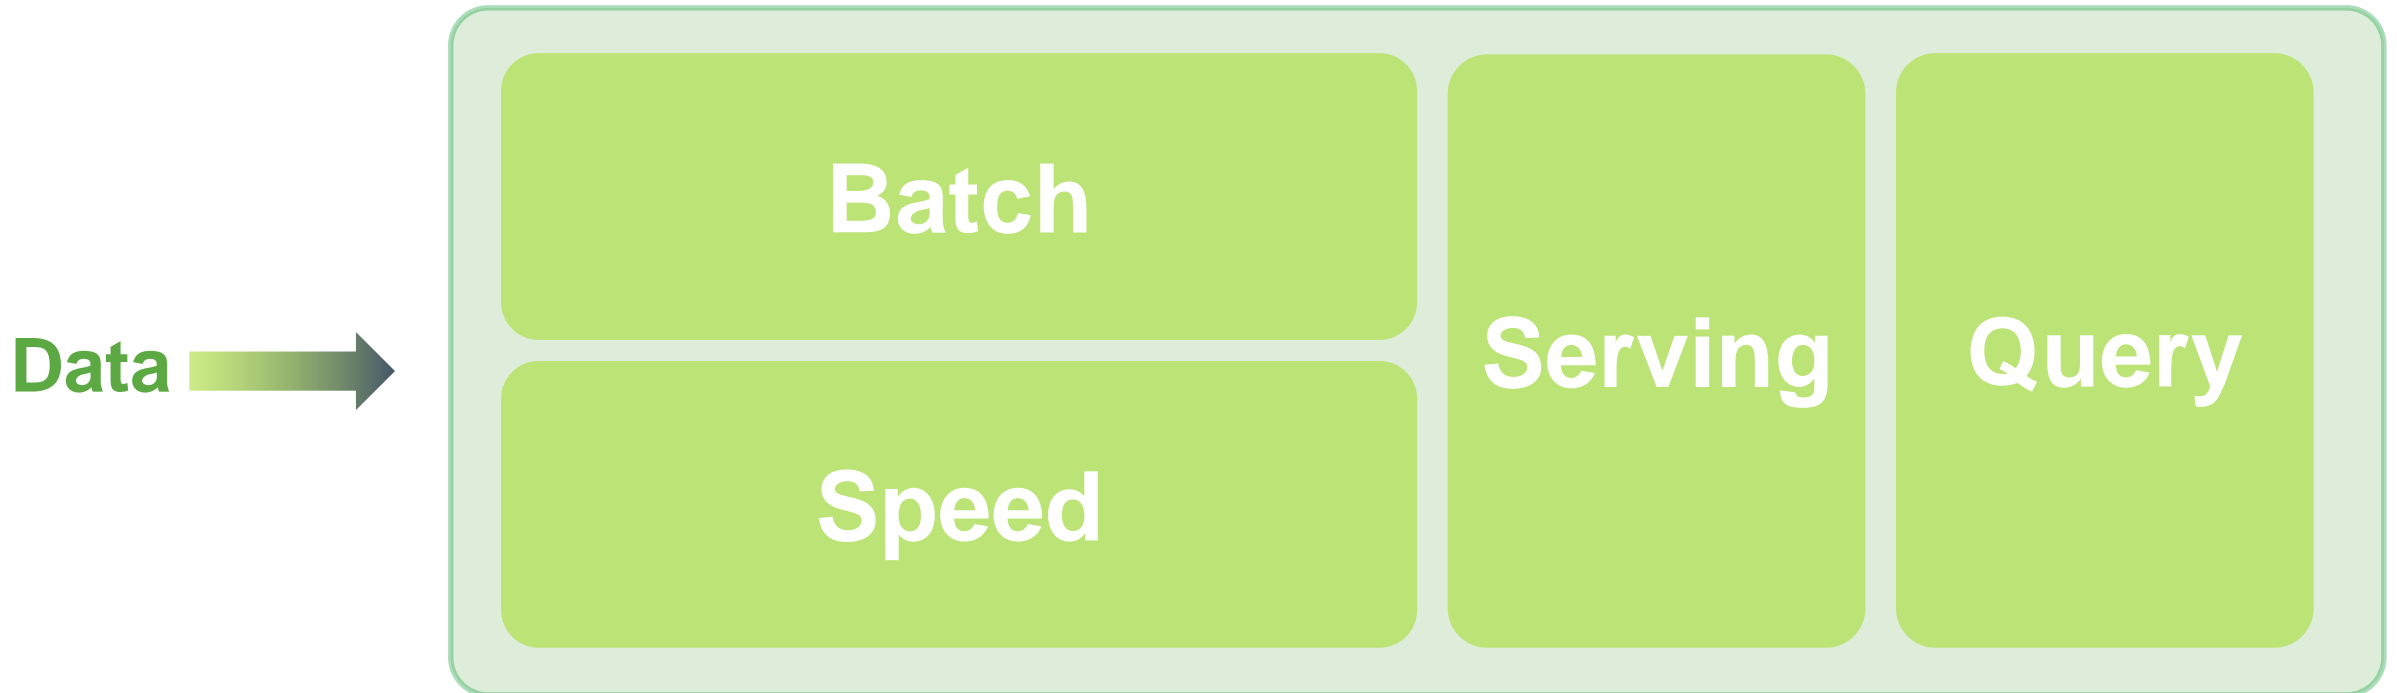 Data
Batch
Speed
Serving
Query